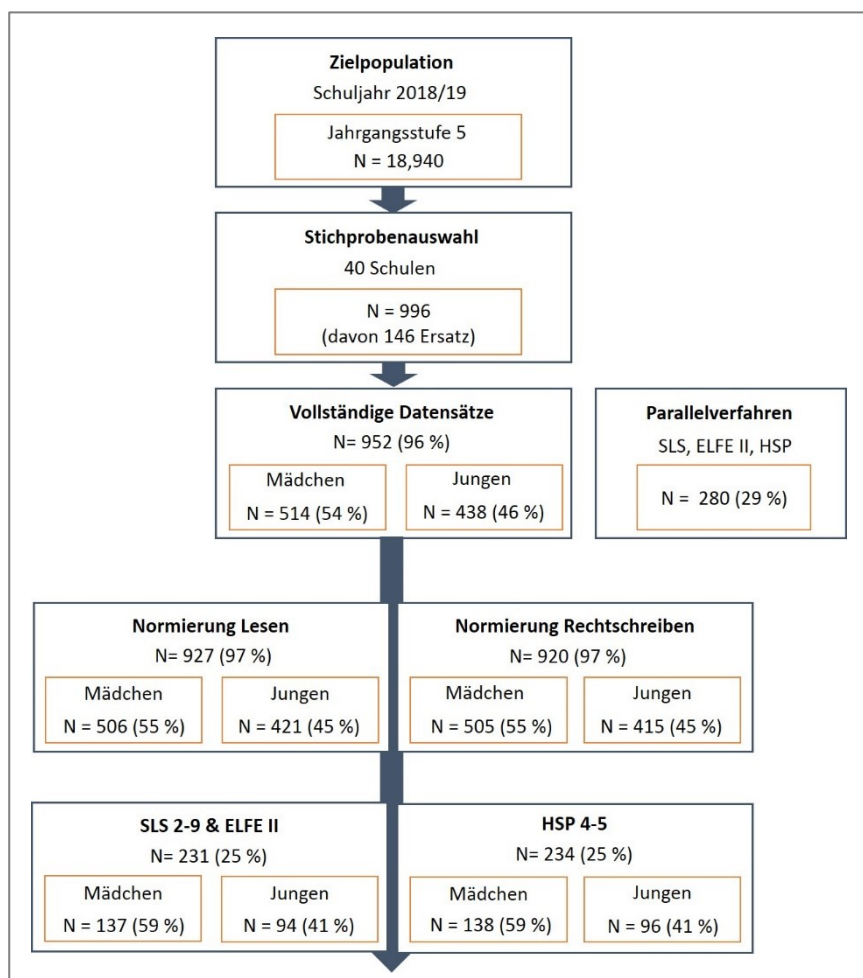 Zielpopulation
Schuljahr 2018/19
Jahrgangsstufe 5
N = 18,940
Stichprobenauswahl
40 Schulen
N = 996
(davon 146 Ersatz)
Vollständige Datensätze
N= 952 (96 %)
Mädchen
N = 514 (54 %)
Jungen
N = 438 (46 %)
Parallelverfahren
SLS, ELFE II, HSP
N = 280 (29 %)
Normierung Lesen
N= 927 (97 %)
Mädchen
N = 506 (55 %)
Jungen
N = 421 (45 %)
Normierung Rechtschreiben
N= 920 (97 %)
Mädchen
N = 505 (55 %)
Jungen
N = 415 (45 %)
SLS 2-9 & ELFE II
N= 231 (25 %)
Mädchen
N = 137 (59 %)
Jungen
N = 94 (41 %)
HSP 4-5
N= 234 (25 %)
Mädchen
N = 138 (59 %)
Jungen
N = 96 (41 %)